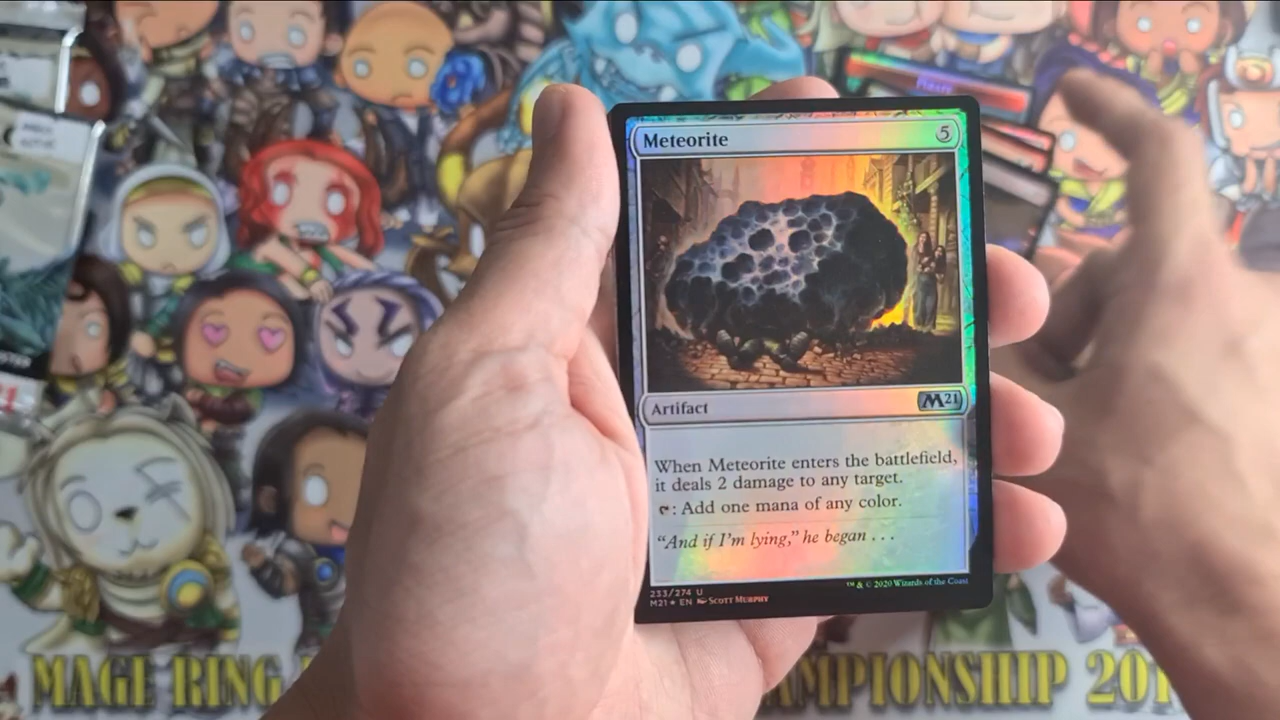 Meteorite 5
Artifact M21
When Meteorite enters the battlefield,
it deals 2 damage to any target.
: Add one mana of any color.
“And if I'm lying,” he began . . .
™ & © 2020 Wizards of the Coast
233/274 U
M21 ★ EN Scott Murphy
MAGE RING
AMPIONSHIP 201